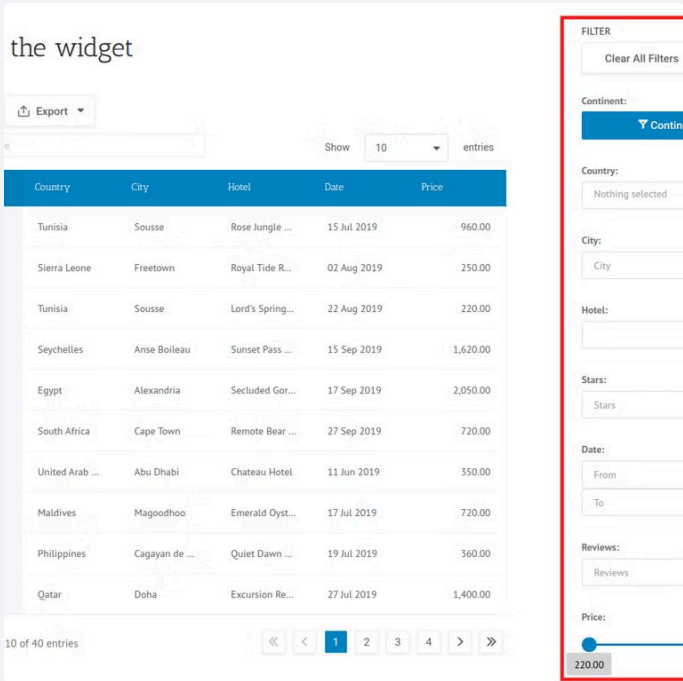 the widget
Export
e
Show 10 entries
Country City Hotel Date Price
Tunisia Sousse Rose Jungle ... 15 Jul 2019 960.00
Sierra Leone Freetown Royal Tide R... 02 Aug 2019 250.00
Tunisia Sousse Lord's Spring... 22 Aug 2019 220.00
Seychelles Anse Boileau Sunset Pass ... 15 Sep 2019 1,620.00
Egypt Alexandria Secluded Gor... 17 Sep 2019 2,050.00
South Africa Cape Town Remote Bear ... 27 Sep 2019 720.00
United Arab ... Abu Dhabi Chateau Hotel 11 Jun 2019 350.00
Maldives Magoodhoo Emerald Oyst... 17 Jul 2019 720.00
Philippines Cagayan de ... Quiet Dawn ... 19 Jul 2019 360.00
Qatar Doha Excursion Re... 27 Jul 2019 1,400.00
10 of 40 entries
1 2 3 4
FILTER
Clear All Filters
Continent:
Contin
Country:
Nothing selected
City:
City
Hotel:
Stars:
Stars
Date:
From
To
Reviews:
Reviews
Price:
220.00